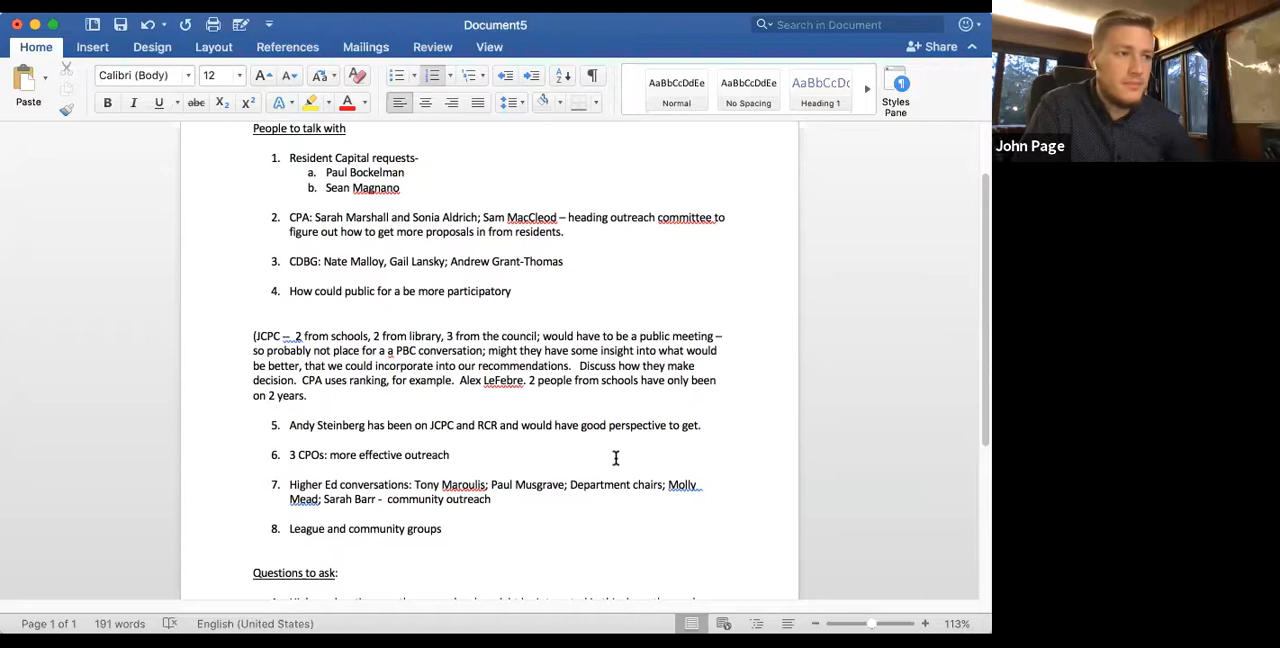 Document5
Search in Document
Home Insert Design Layout References Mailings Review View
Share
Paste
Calibri (Body) 12
AaBbCcDdEe AaBbCcDdEe AaBbCcDc
Normal No Spacing Heading 1
Styles
Pane
John Page
People to talk with
1. Resident Capital requests-
a. Paul Bockelman
b. Sean Magnano
2. CPA: Sarah Marshall and Sonia Aldrich; Sam MacCleod – heading outreach committee to
figure out how to get more proposals in from residents.
3. CDBG: Nate Malloy, Gail Lansky; Andrew Grant-Thomas
4. How could public for a be more participatory
(JCPC – 2 from schools, 2 from library, 3 from the council; would have to be a public meeting –
so probably not place for a a PBC conversation; might they have some insight into what would
be better, that we could incorporate into our recommendations. Discuss how they make
decision. CPA uses ranking, for example. Alex LeFebre. 2 people from schools have only been
on 2 years.
5. Andy Steinberg has been on JCPC and RCR and would have good perspective to get.
6. 3 CPOs: more effective outreach
7. Higher Ed conversations: Tony Maroulis; Paul Musgrave; Department chairs; Molly
Mead; Sarah Barr - community outreach
8. League and community groups
Questions to ask:
Page 1 of 1 191 words English (United States) 113%